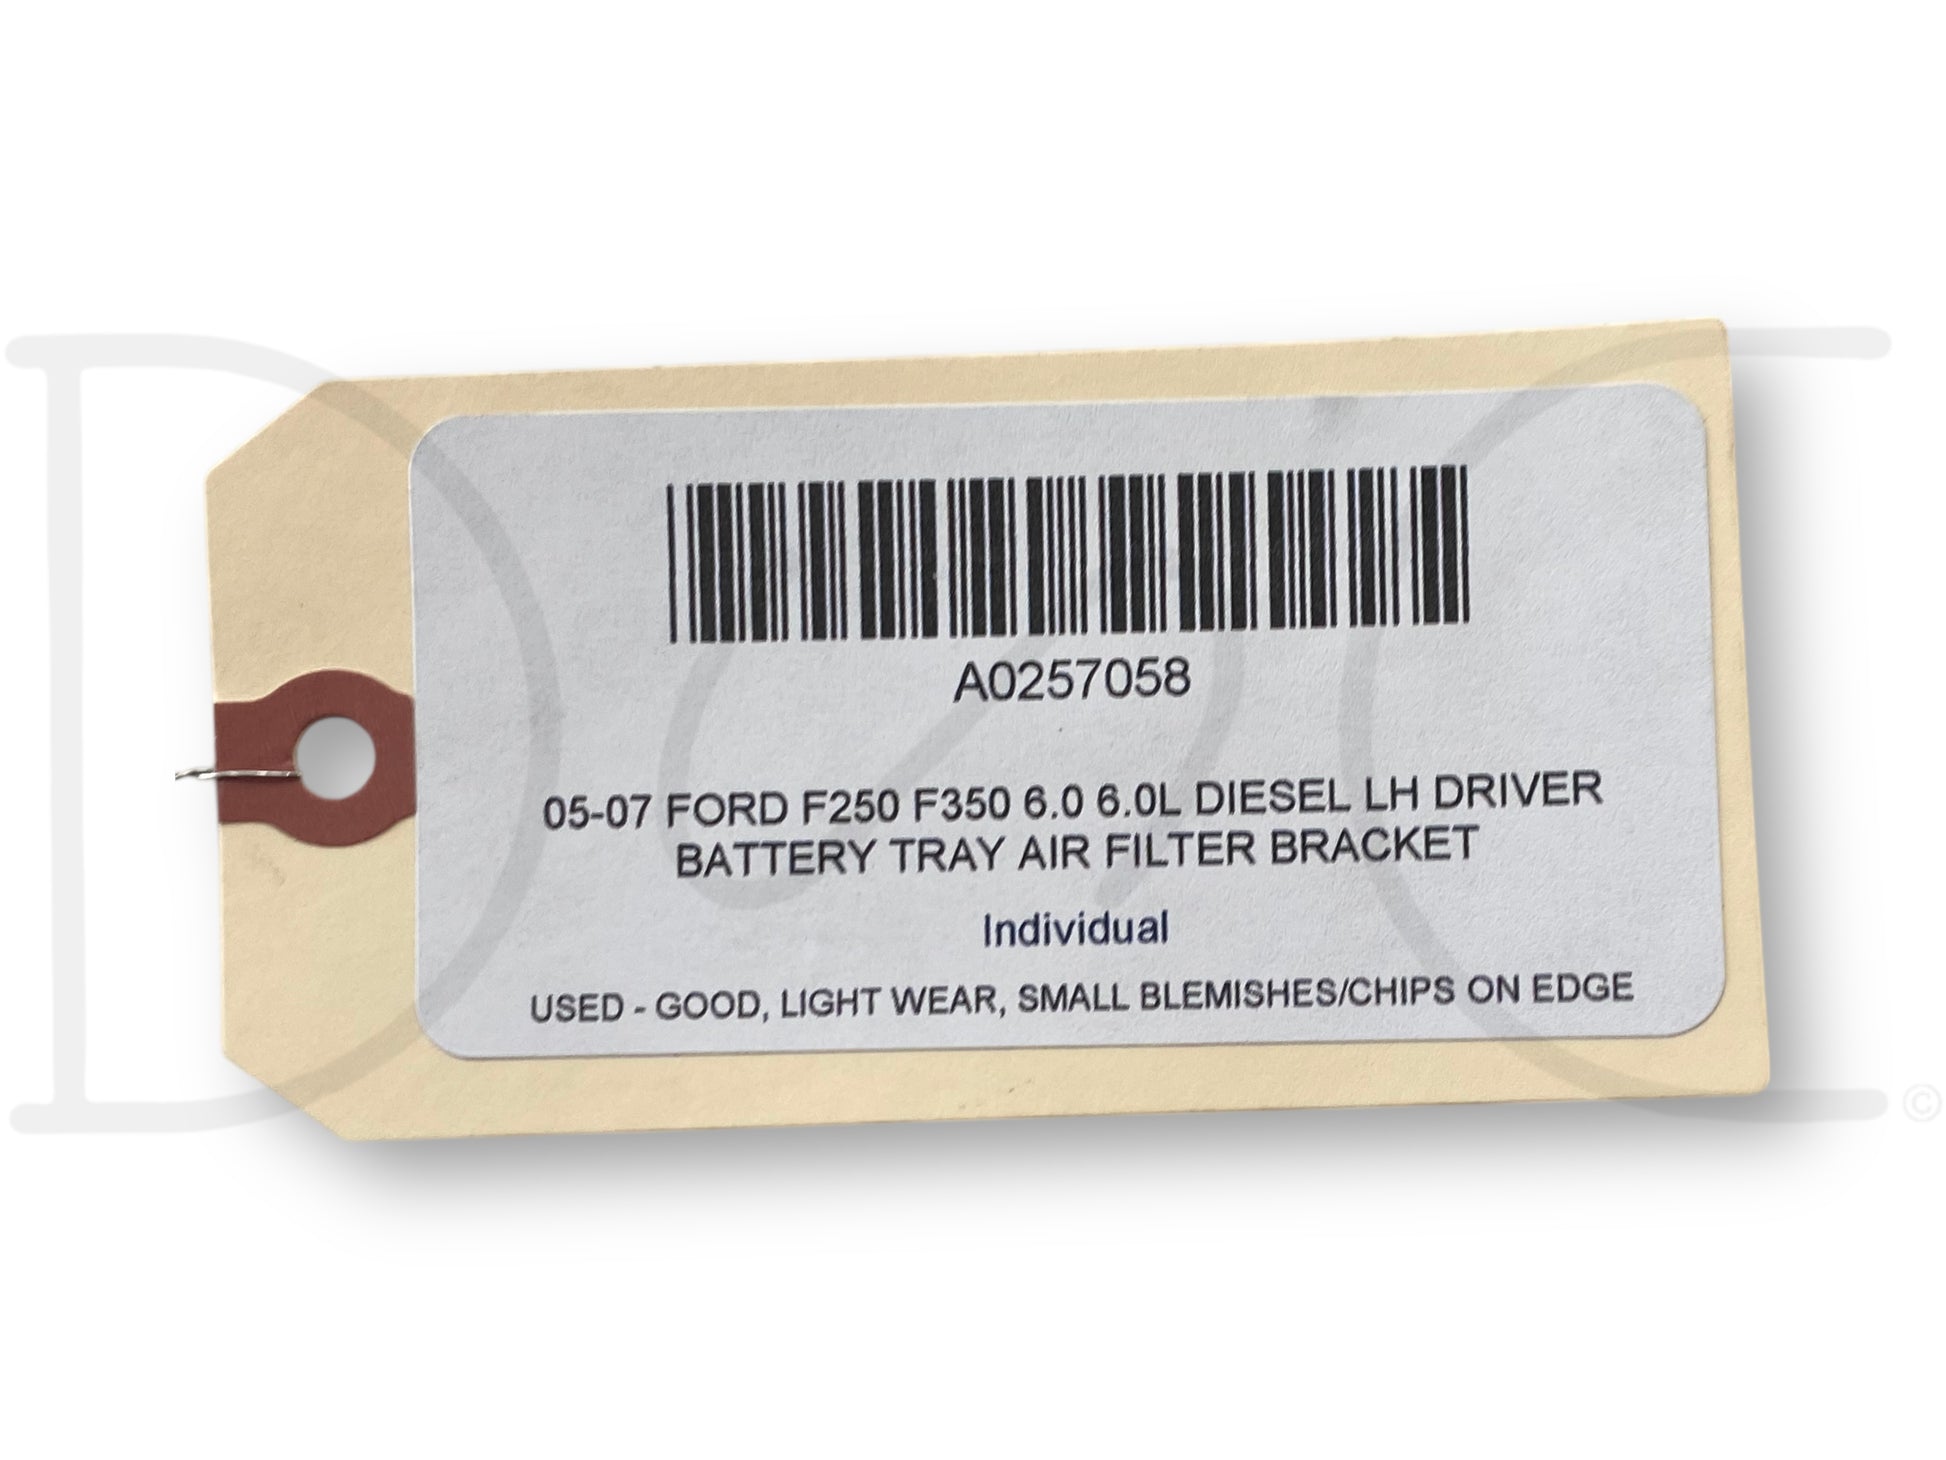 A0257058
05-07 FORD F250 F350 6.0 6.0L DIESEL LH DRIVER
BATTERY TRAY AIR FILTER BRACKET
Individual
USED - GOOD, LIGHT WEAR, SMALL BLEMISHES/CHIPS ON EDGE
©